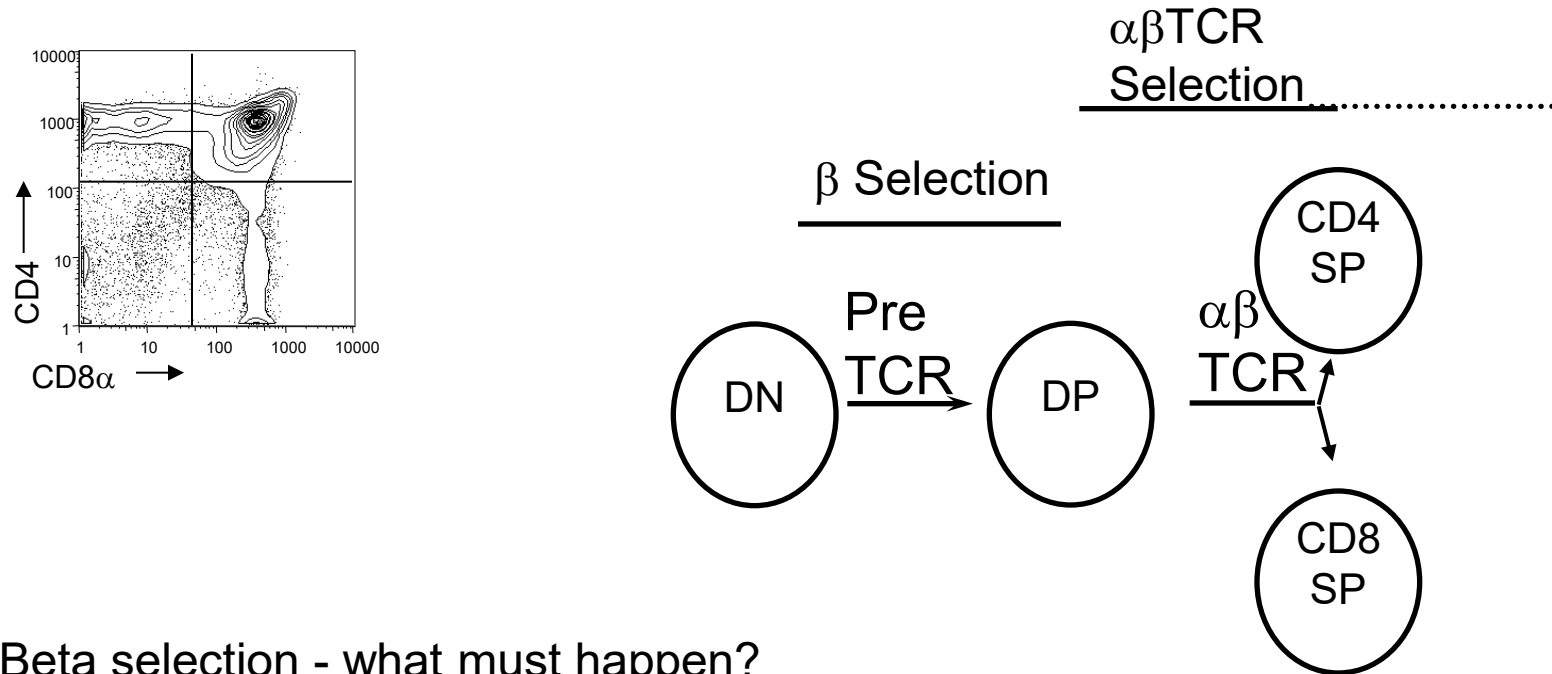 αβTCR
Selection
10000
1000
100
10
1
CD4
1 10 100 1000 10000
CD8α
β Selection
Pre
TCR
αβ
TCR
CD4
SP
DN
DP
CD8
SP
Beta selection - what must happen?